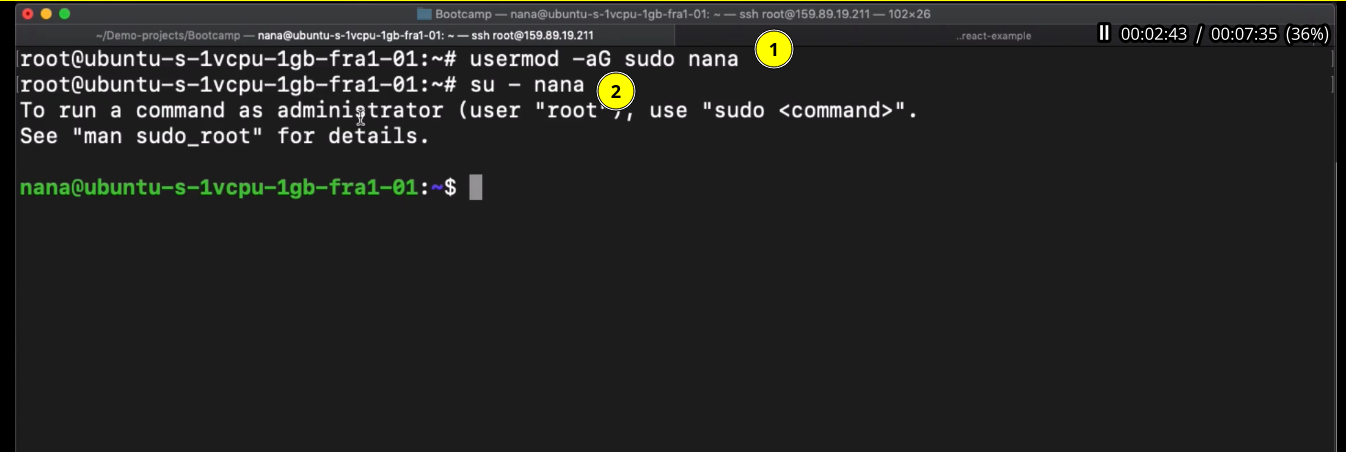 Bootcamp — nana@ubuntu-s-1vcpu-1gb-fra1-01: ~ — ssh root@159.89.19.211 — 102×26
~/Demo-projects/Bootcamp — nana@ubuntu-s-1vcpu-1gb-fra1-01: ~ — ssh root@159.89.19.211
..react-example
00:02:43 / 00:07:35 (36%)
root@ubuntu-s-1vcpu-1gb-fra1-01:~# usermod -aG sudo nana
1
root@ubuntu-s-1vcpu-1gb-fra1-01:~# su - nana
2
To run a command as administrator (user "root"), use "sudo <command>".
See "man sudo_root" for details.
nana@ubuntu-s-1vcpu-1gb-fra1-01:~$